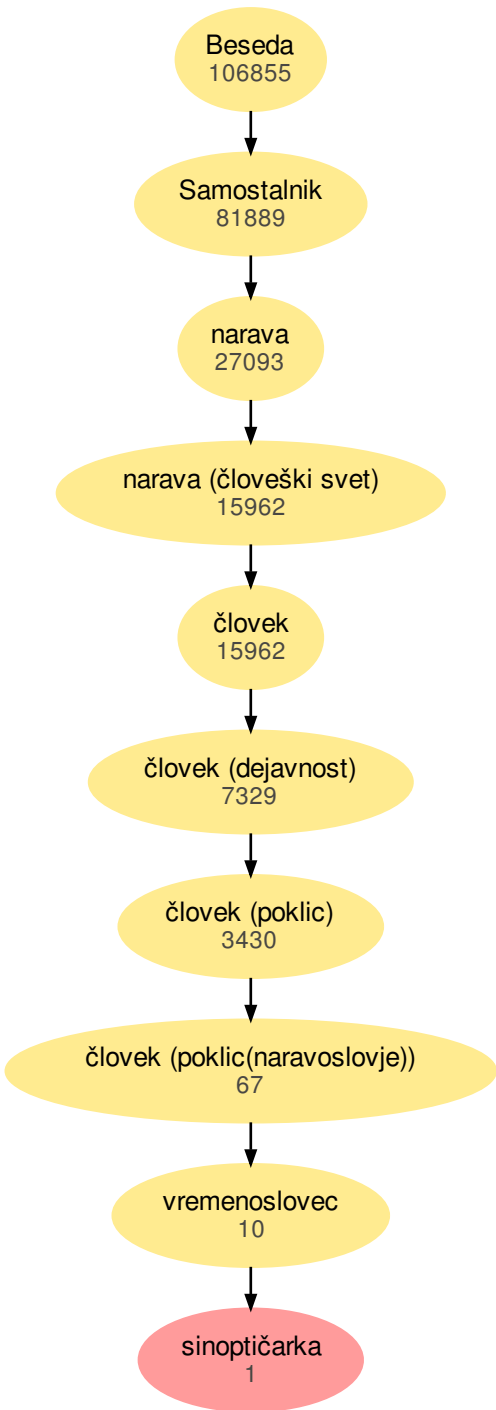 Beseda
106855
Samostalnik
81889
narava
27093
narava (človeški svet)
15962
človek
15962
človek (dejavnost)
7329
človek (poklic)
3430
človek (poklic(naravoslovje))
67
vremenoslovec
10
sinoptičarka
1